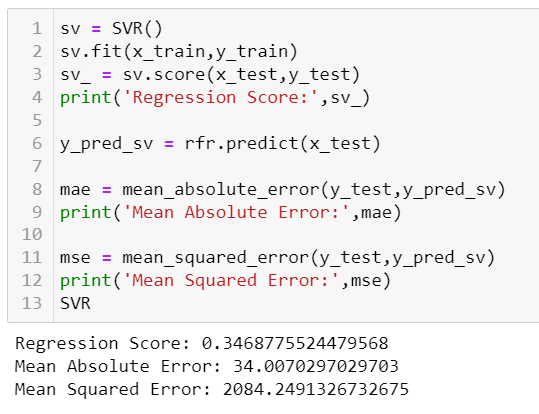 1 sv = SVR()
2 sv.fit(x_train,y_train)
3 sv_ = sv.score(x_test,y_test)
4 print('Regression Score:',sv_)
5
6 y_pred_sv = rfr.predict(x_test)
7
8 mae = mean_absolute_error(y_test,y_pred_sv)
9 print('Mean Absolute Error:',mae)
10
11 mse = mean_squared_error(y_test,y_pred_sv)
12 print('Mean Squared Error:',mse)
13 SVR
Regression Score: 0.3468775524479568
Mean Absolute Error: 34.0070297029703
Mean Squared Error: 2084.2491326732675